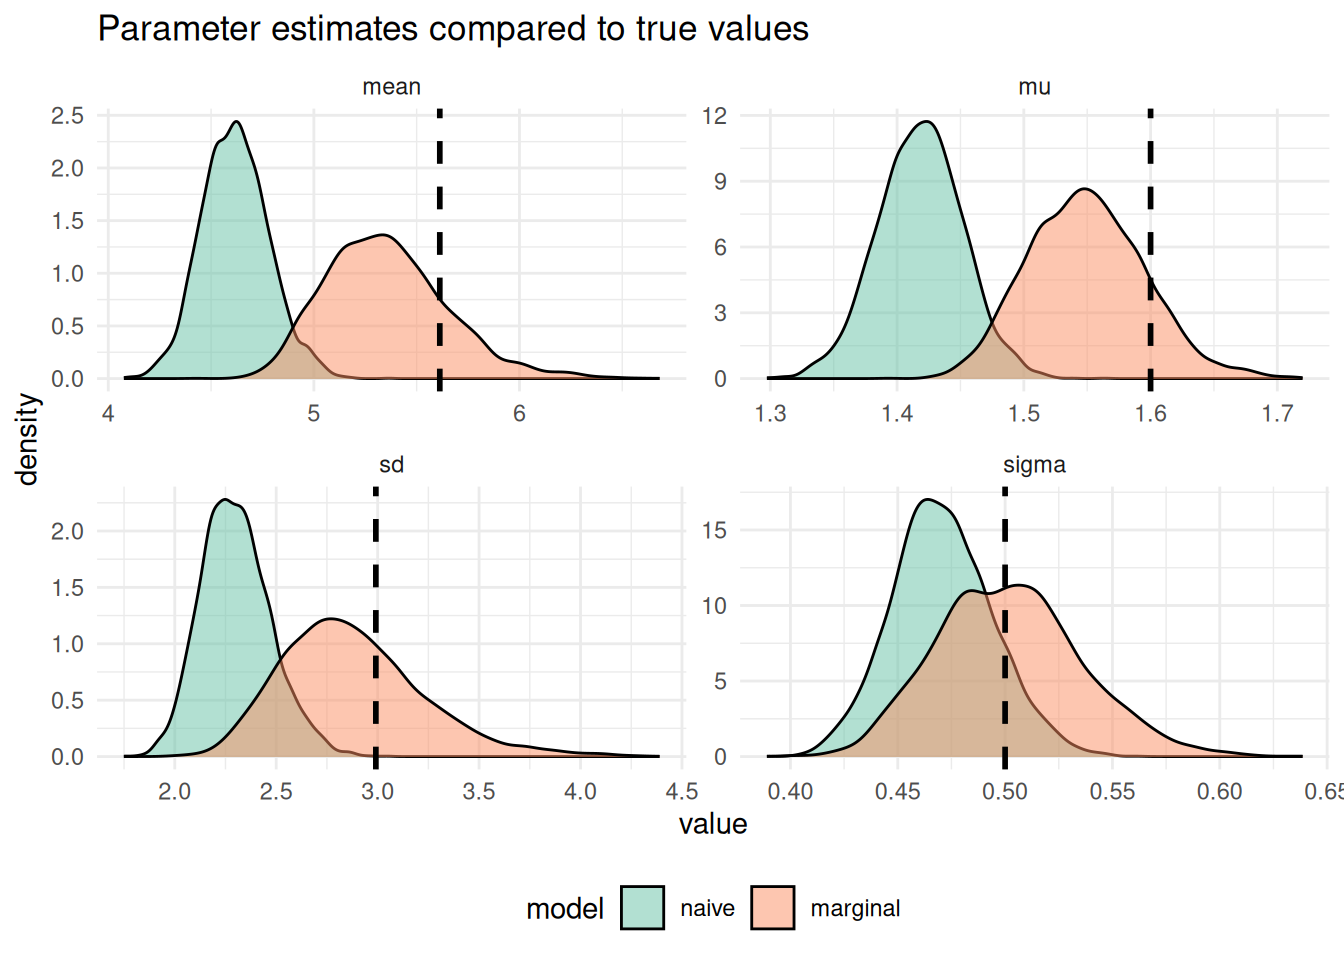 Parameter estimates compared to true values
mean
mu
2.5
2.0
1.5
1.0
0.5
0.0
4 5 6
12
9
6
3
0
1.3 1.4 1.5 1.6 1.7
density
sd
sigma
2.0
1.5
1.0
0.5
0.0
2.0 2.5 3.0 3.5 4.0 4.5
15
10
5
0
0.40 0.45 0.50 0.55 0.60 0.65
value
model naive marginal